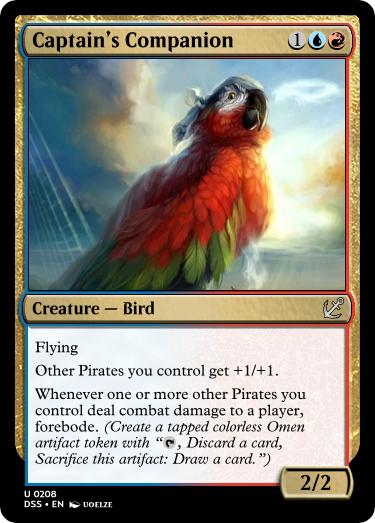 Captain's Companion 1
Creature — Bird
Flying
Other Pirates you control get +1/+1.
Whenever one or more other Pirates you
control deal combat damage to a player,
forebode. (Create a tapped colorless Omen
artifact token with “, Discard a card,
Sacrifice this artifact: Draw a card.”)
2/2
U 0208
DSS • EN UOELZE